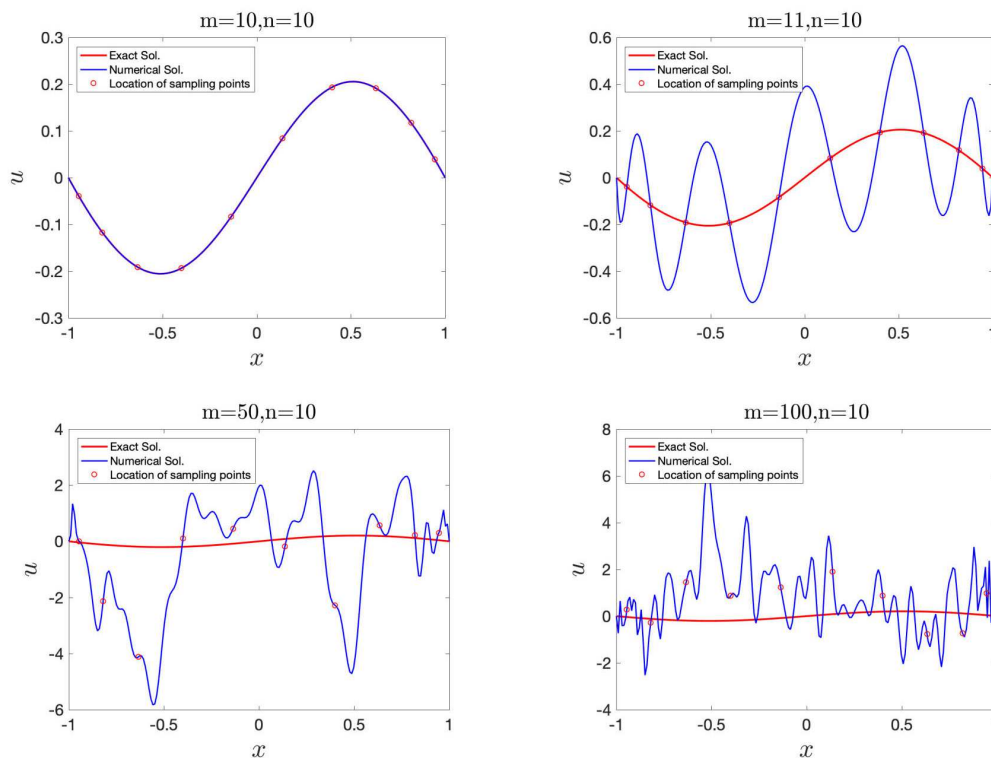 m=10,n=10
Exact Sol.
Numerical Sol.
Location of sampling points
0.3
0.2
0.1
0
-0.1
0.2
0.3
u
-1
-0.5
0
0.5
1
x
m=11,n=10
Exact Sol.
Numerical Sol.
Location of sampling points
0.6
0.4
0.2
0
-0.2
-0.4
-0.6
u
-1
-0.5
0
0.5
1
x
m=50,n=10
Exact Sol.
Numerical Sol.
Location of sampling points
4
2
0
-2
-4
-6
u
-1
-0.5
0
0.5
1
x
m=100,n=10
Exact Sol.
Numerical Sol.
Location of sampling points
8
6
4
2
0
-2
-4
u
-1
-0.5
0
0.5
1
x